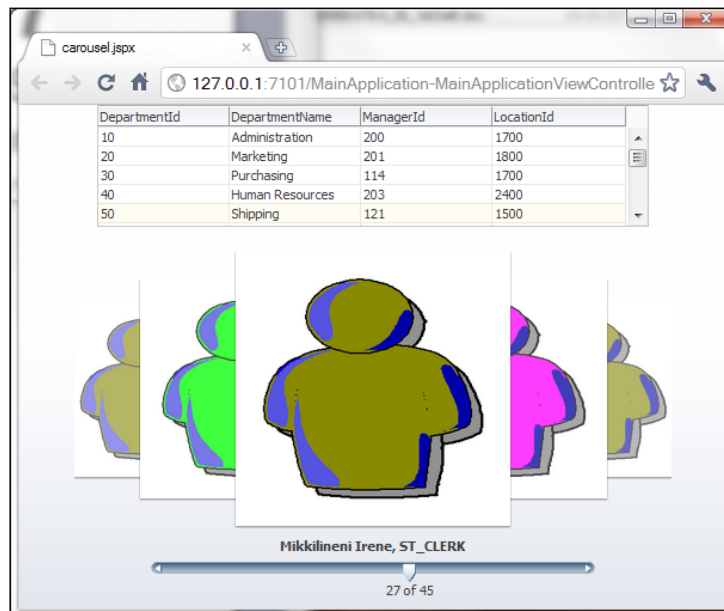 carousel.jspx
127.0.0.1:7101/MainApplication-MainApplicationViewControlle
DepartmentId DepartmentName ManagerId LocationId
10 Administration 200 1700
20 Marketing 201 1800
30 Purchasing 114 1700
40 Human Resources 203 2400
50 Shipping 121 1500
Mikkilineni Irene, ST_CLERK
27 of 45